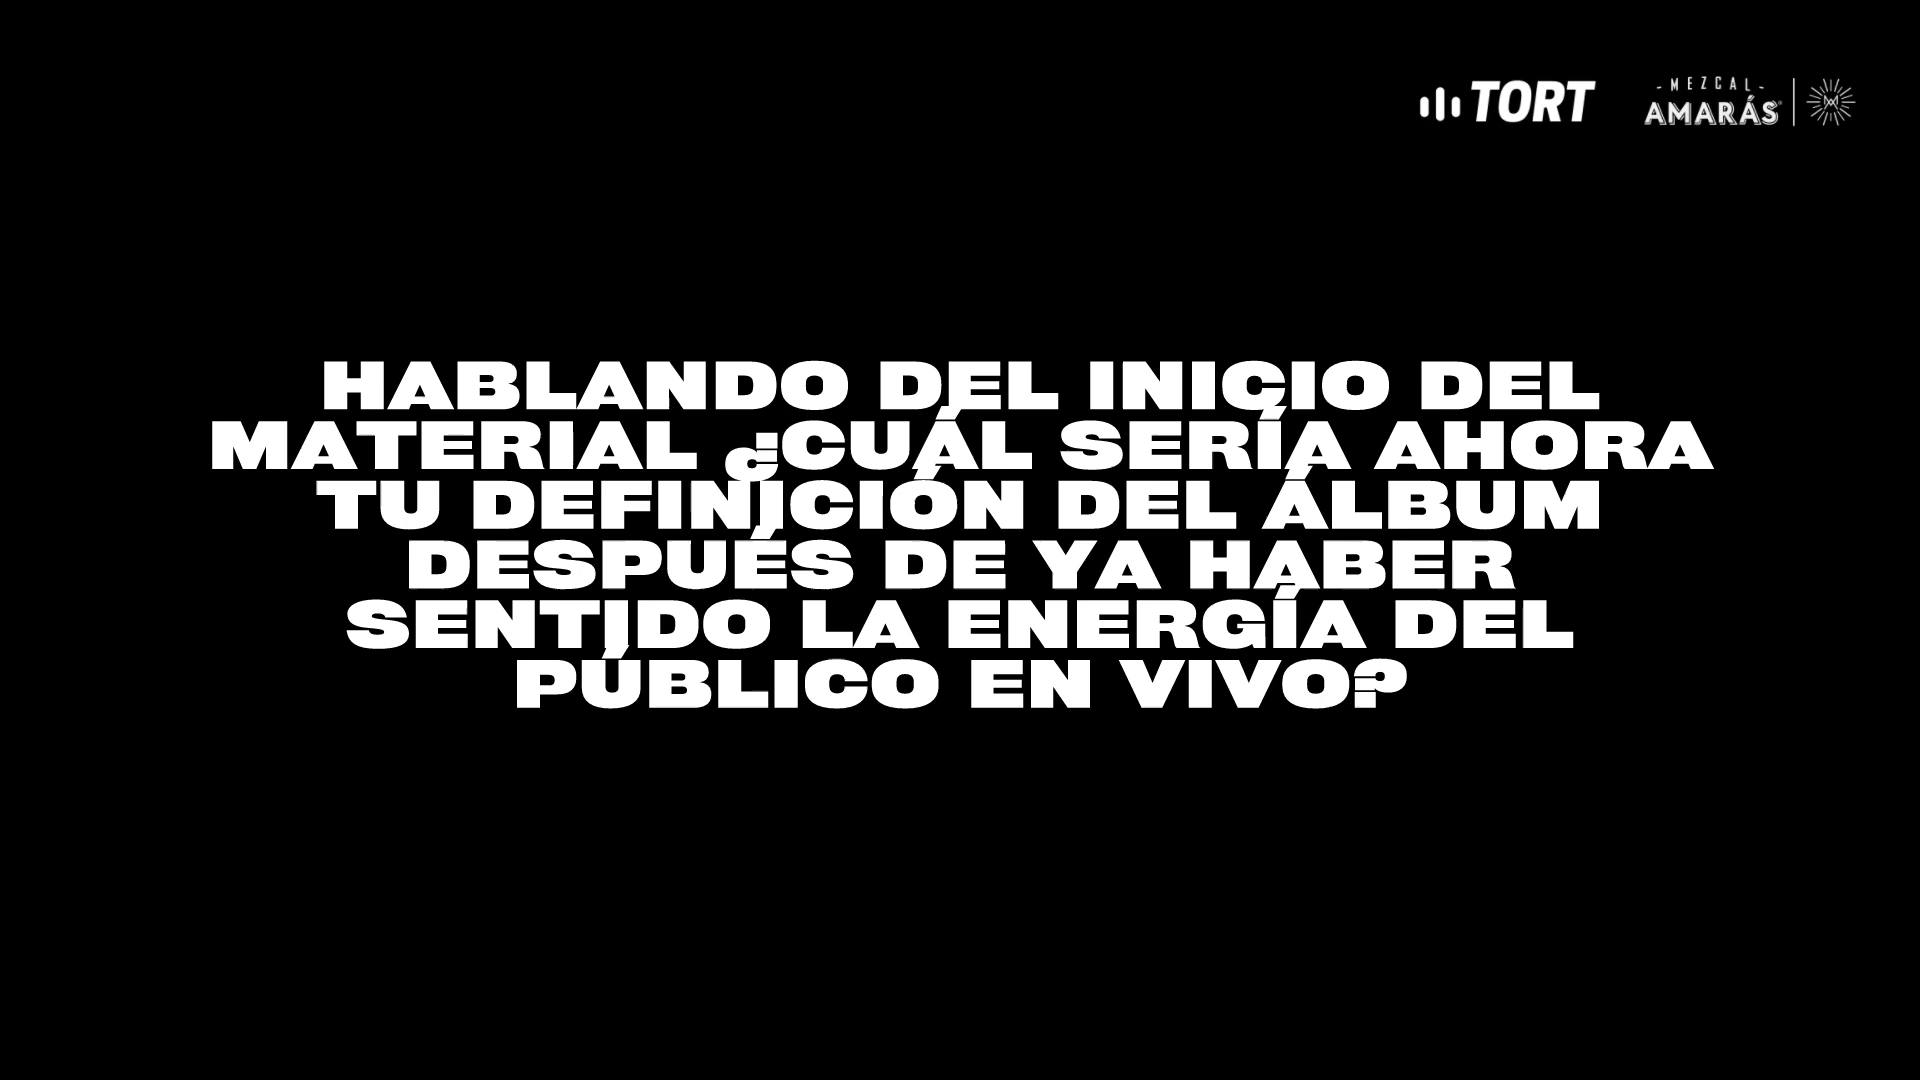 TORT
-MEZCAL-
AMARÁS
HABLANDO DEL INICIO DEL
MATERIAL ¿CUÁL SERÍA AHORA
TU DEFINICIÓN DEL ÁLBUM
DESPUÉS DE YA HABER
SENTIDO LA ENERGÍA DEL
PÚBLICO EN VIVO?